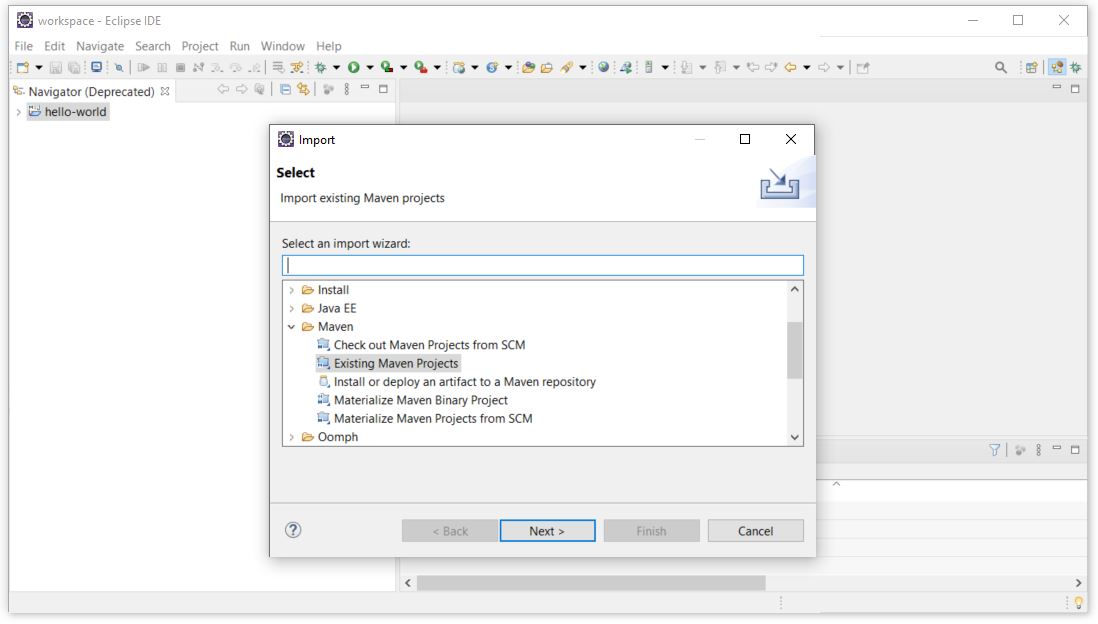 workspace - Eclipse IDE
File Edit Navigate Search Project Run Window Help
Navigator (Deprecated)
hello-world
Import
Select
Import existing Maven projects
Select an import wizard:
Install
Java EE
Maven
Check out Maven Projects from SCM
Existing Maven Projects
Install or deploy an artifact to a Maven repository
Materialize Maven Binary Project
Materialize Maven Projects from SCM
Oomph
< Back Next > Finish Cancel